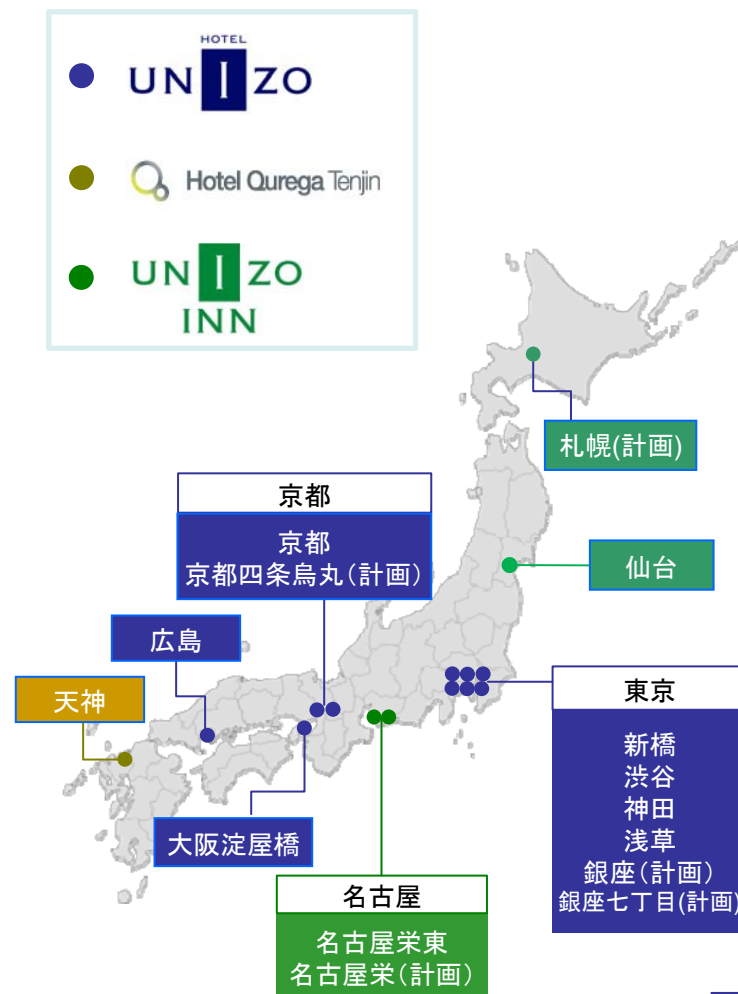 HOTEL
UNIZO
Hotel Qurega Tenjin
UNIZO
INN
札幌(計画)
京都
京都
京都四条烏丸(計画)
仙台
広島
天神
東京
新橋
渋谷
神田
浅草
銀座(計画)
銀座七丁目(計画)
大阪淀屋橋
名古屋
名古屋栄東
名古屋栄(計画)